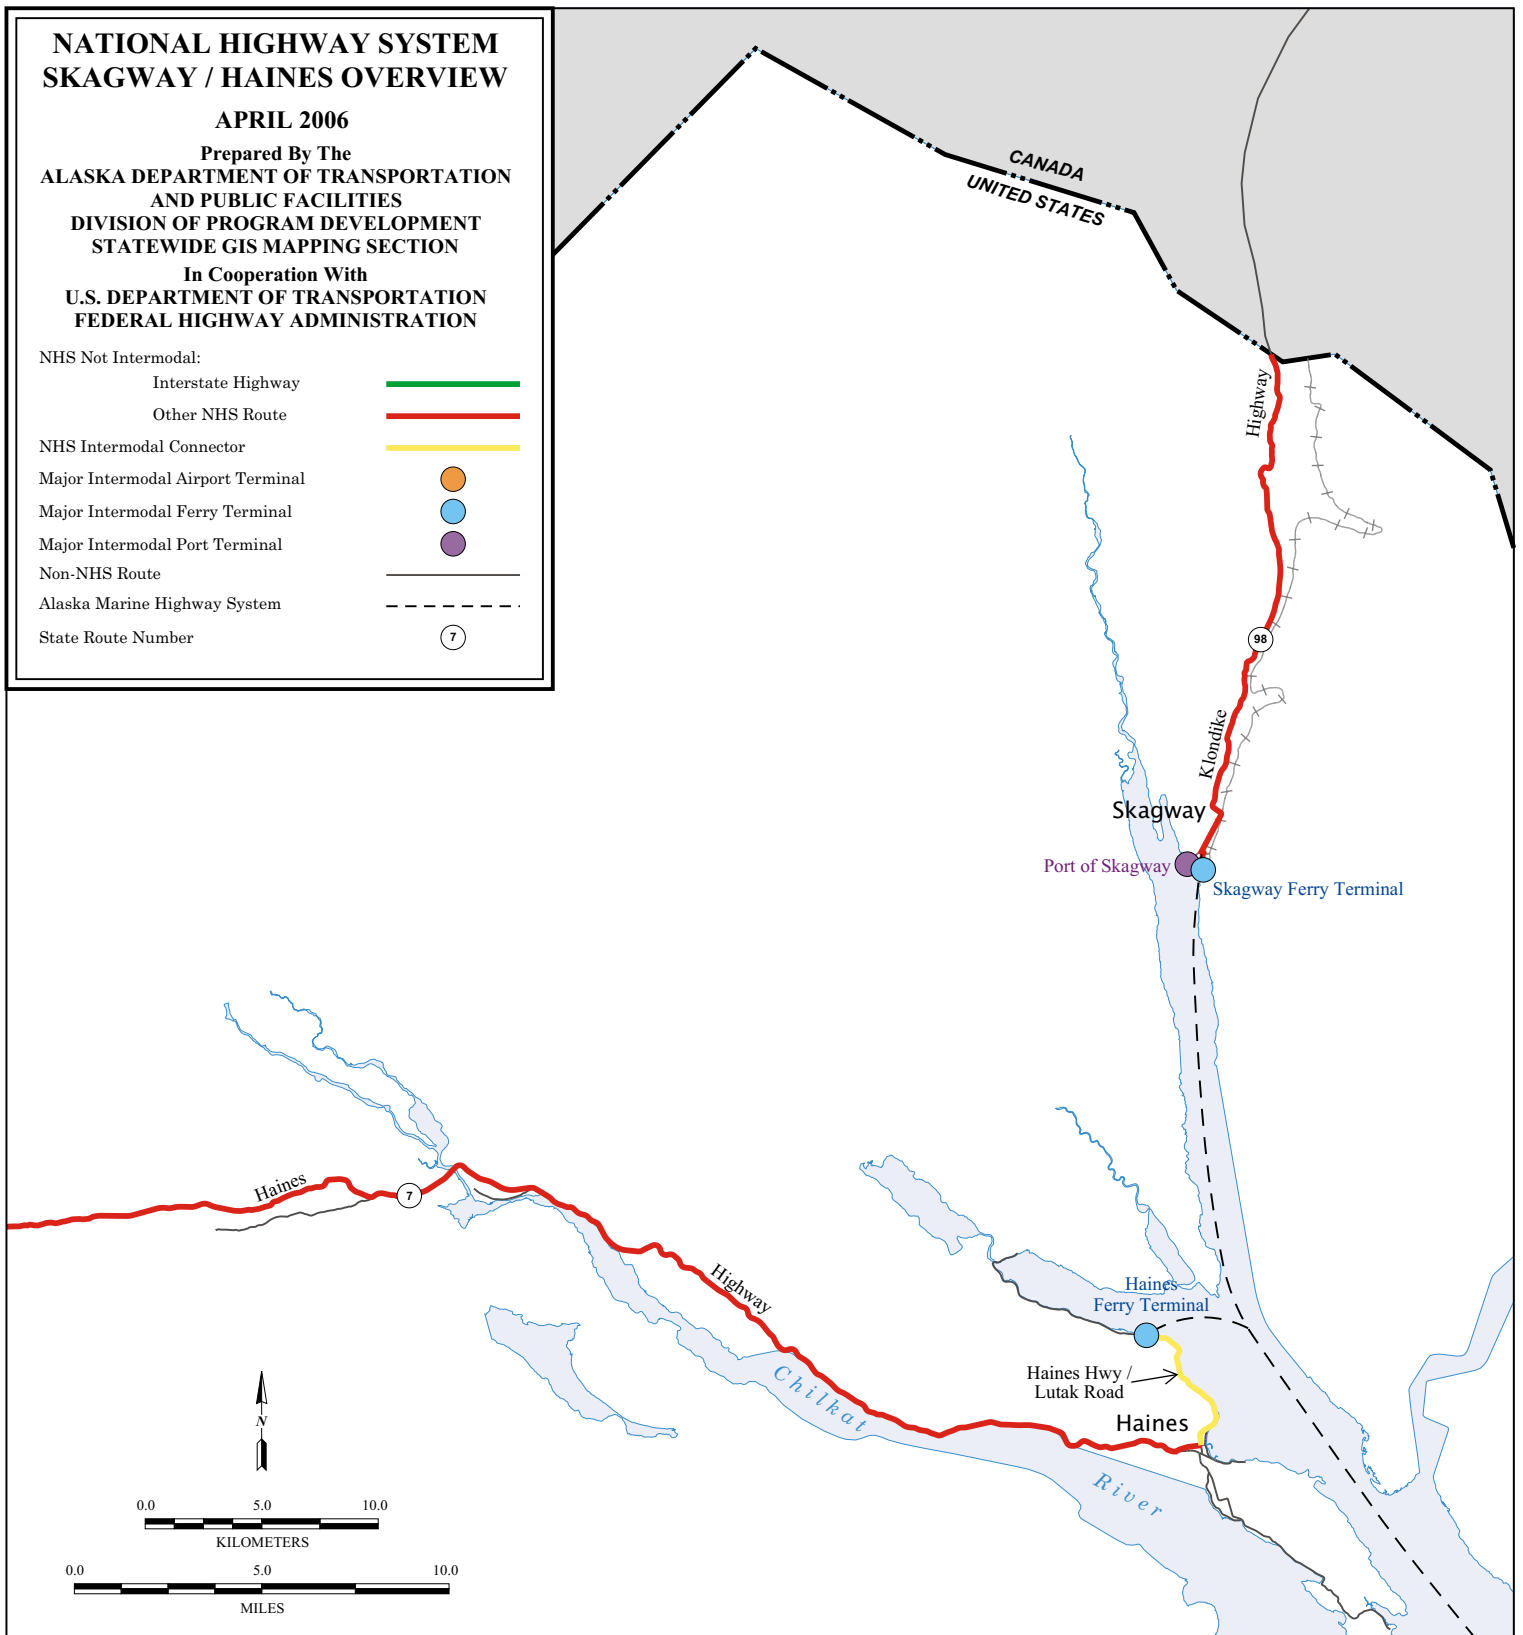 NATIONAL HIGHWAY SYSTEM
SKAGWAY / HAINES OVERVIEW
APRIL 2006
Prepared By The
ALASKA DEPARTMENT OF TRANSPORTATION
AND PUBLIC FACILITIES
DIVISION OF PROGRAM DEVELOPMENT
STATEWIDE GIS MAPPING SECTION
In Cooperation With
U.S. DEPARTMENT OF TRANSPORTATION
FEDERAL HIGHWAY ADMINISTRATION
NHS Not Intermodal:
Interstate Highway
Other NHS Route
NHS Intermodal Connector
Major Intermodal Airport Terminal
Major Intermodal Ferry Terminal
Major Intermodal Port Terminal
Non-NHS Route
Alaska Marine Highway System
State Route Number
7
CANADA
UNITED STATES
Highway
98
Klondike
Skagway
Port of Skagway
Skagway Ferry Terminal
Haines
7
Highway
Haines
Ferry Terminal
Haines Hwy /
Lutak Road
Haines
Chilkat
River
N
0.0 5.0 10.0
KILOMETERS
0.0 5.0 10.0
MILES